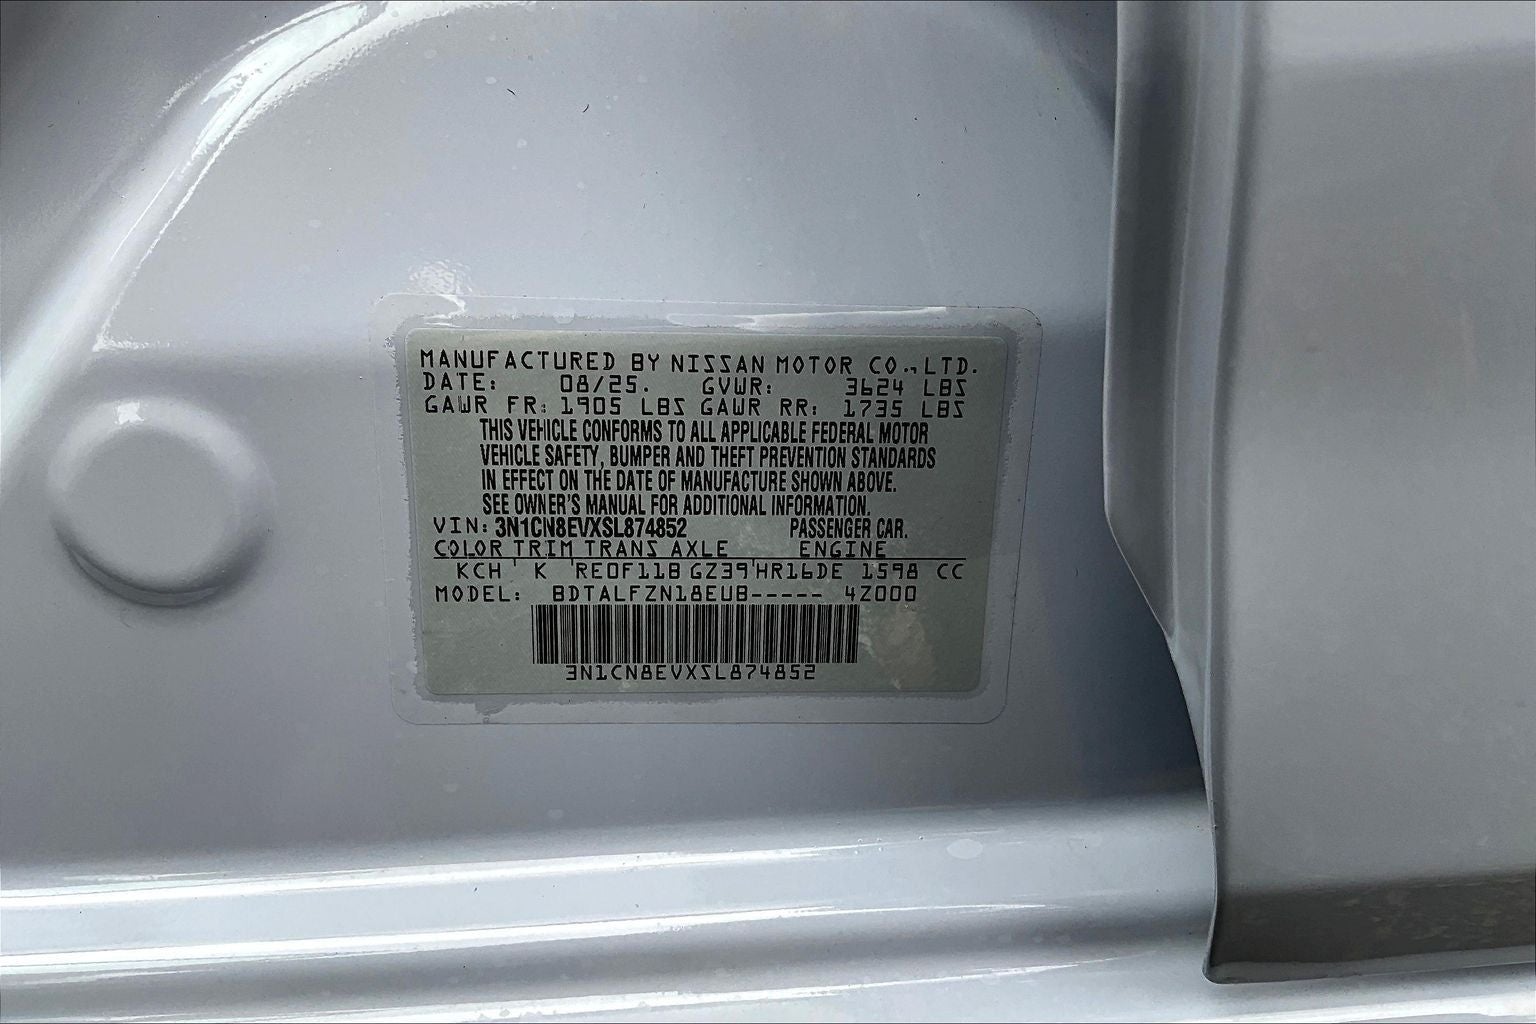 MANUFACTURED BY NISSAN MOTOR CO., LTD.
DATE: 08/25. GVWR: 3624 LBS
GAWR FR: 1905 LBS GAWR RR: 1735 LBS
THIS VEHICLE CONFORMS TO ALL APPLICABLE FEDERAL MOTOR
VEHICLE SAFETY, BUMPER AND THEFT PREVENTION STANDARDS
IN EFFECT ON THE DATE OF MANUFACTURE SHOWN ABOVE.
SEE OWNER'S MANUAL FOR ADDITIONAL INFORMATION.
VIN: 3N1CN8EVXSL874852 PASSENGER CAR.
COLOR TRIM TRANS AXLE ENGINE
KCH ' K 'RE0F11B GZ39'HR16DE 1598 CC
MODEL: BDTALFZN18EUB----- 4Z000
3N1CN8EVXSL874852